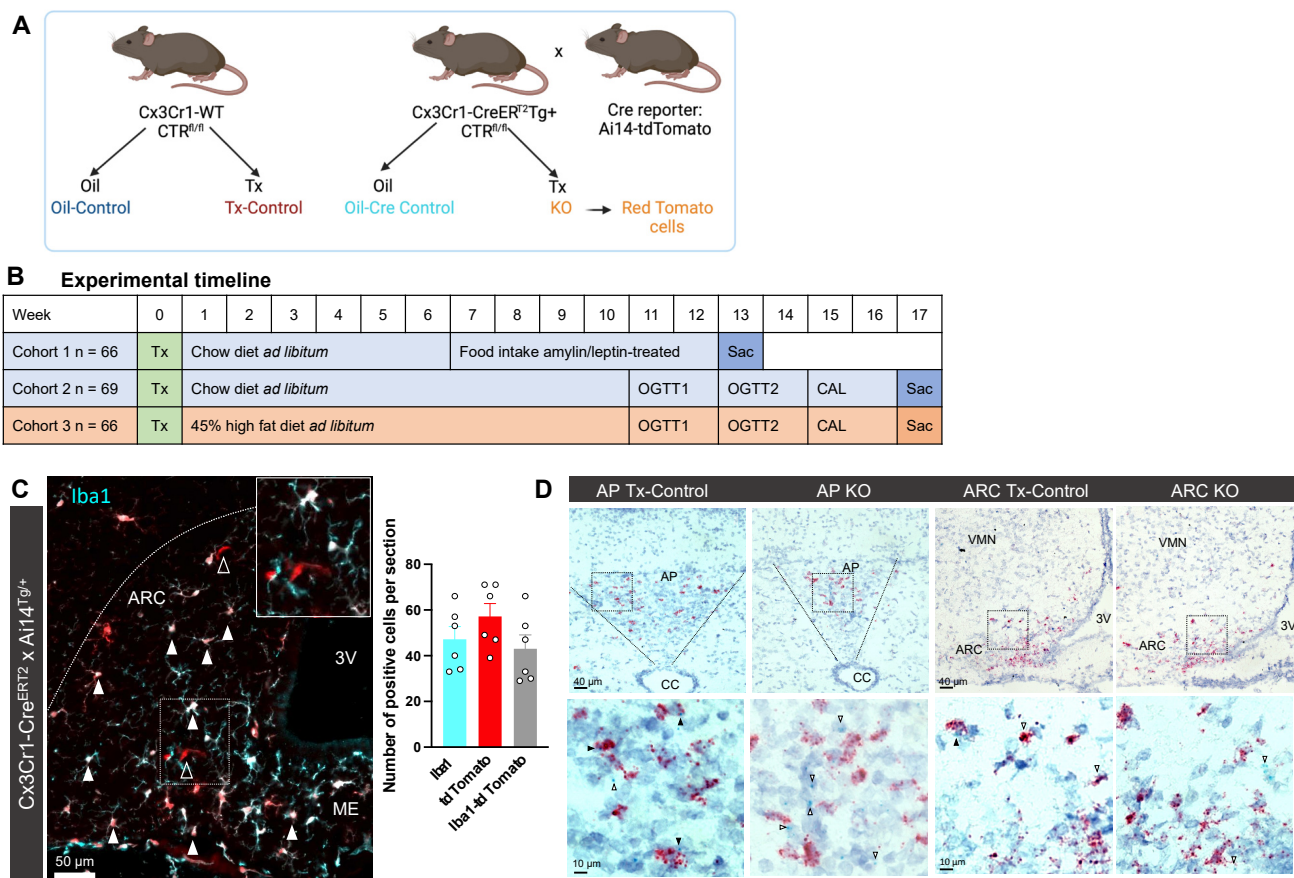 A
x
Cx3Cr1-WT
CTRfl/fl
Cx3Cr1-CreERT2Tg+
CTRfl/fl
Cre reporter:
Ai14-tdTomato
Oil
Tx
Oil
Tx
Oil-Control
Tx-Control
Oil-Cre Control
KO
Red Tomato
cells
B
Experimental timeline
Week 0 1 2 3 4 5 6 7 8 9 10 11 12 13 14 15 16 17
Cohort 1 n = 66 Tx Chow diet ad libitum Food intake amylin/leptin-treated Sac
Cohort 2 n = 69 Tx Chow diet ad libitum OGTT1 OGTT2 CAL Sac
Cohort 3 n = 66 Tx 45% high fat diet ad libitum OGTT1 OGTT2 CAL Sac
C
Cx3Cr1-CreERT2 x Ai14Tg/+
Iba1
ARC
3V
ME
50 µm
Number of positive cells per section
80
60
40
20
0
Iba1
td Tomato
Iba1-td Tomato
D
AP Tx-Control
AP KO
ARC Tx-Control
ARC KO
AP
CC
40 µm
AP
CC
VMN
3V
ARC
40 µm
VMN
3V
ARC
10 µm
10 µm